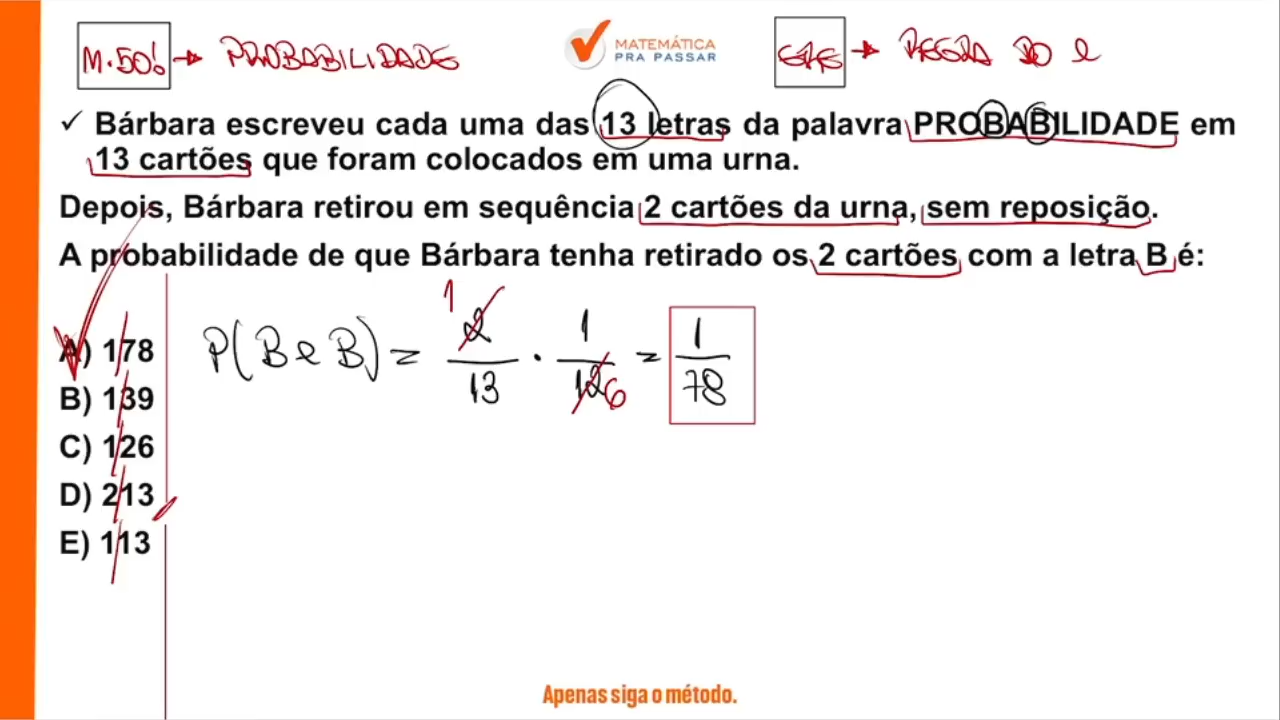 M.50% → PROBABILIDADE
MATEMÁTICA
PRA PASSAR
→ REGRA DO e
✓ Bárbara escreveu cada uma das 13 letras da palavra PROBABILIDADE em
13 cartões que foram colocados em uma urna.
Depois, Bárbara retirou em sequência 2 cartões da urna, sem reposição.
A probabilidade de que Bárbara tenha retirado os 2 cartões com a letra B é:
A) 1/78
B) 1/39
C) 1/26
D) 2/13
E) 1/13
1
P(B e B) = 2/13 · 1/12 = 1/78
6
Apenas siga o método.